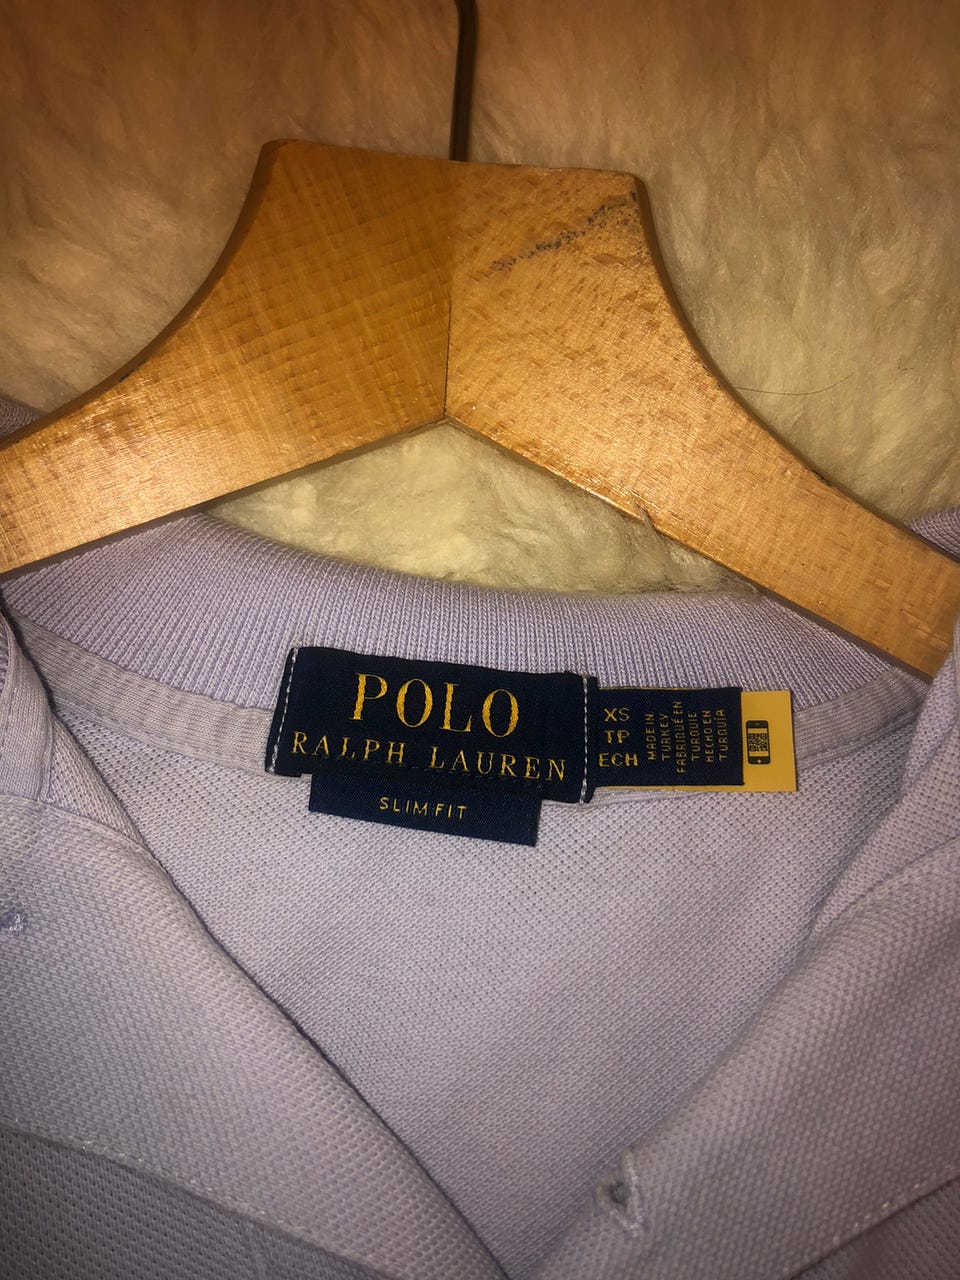 POLO
RALPH LAUREN
SLIM FIT
XS
TP
ECH
MADE IN
TURKEY
FABRIQUÉ EN
TURQUIE
HECHO EN
TURQUÍA